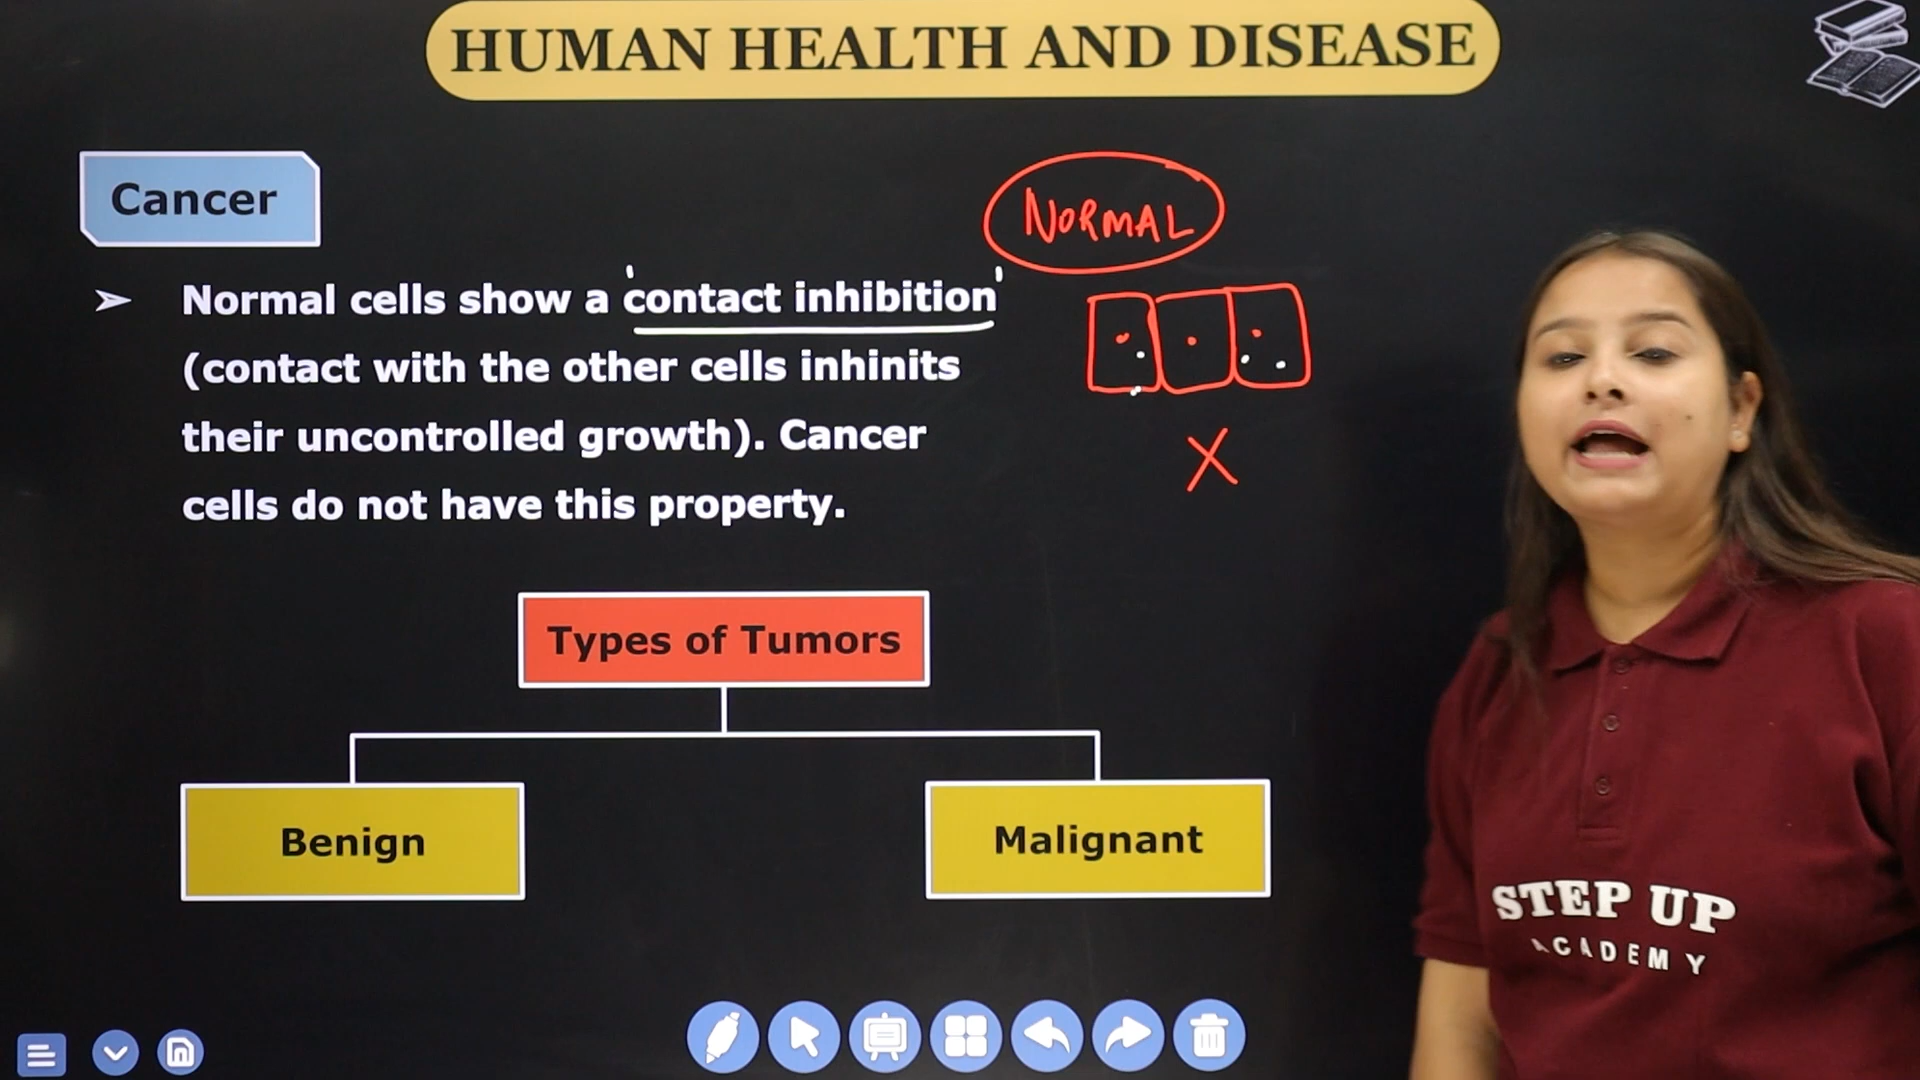 HUMAN HEALTH AND DISEASE
Cancer
NORMAL
➢ Normal cells show a 'contact inhibition'
(contact with the other cells inhinits
their uncontrolled growth). Cancer
cells do not have this property.
X
Types of Tumors
Benign
Malignant
STEP UP
ACADEMY